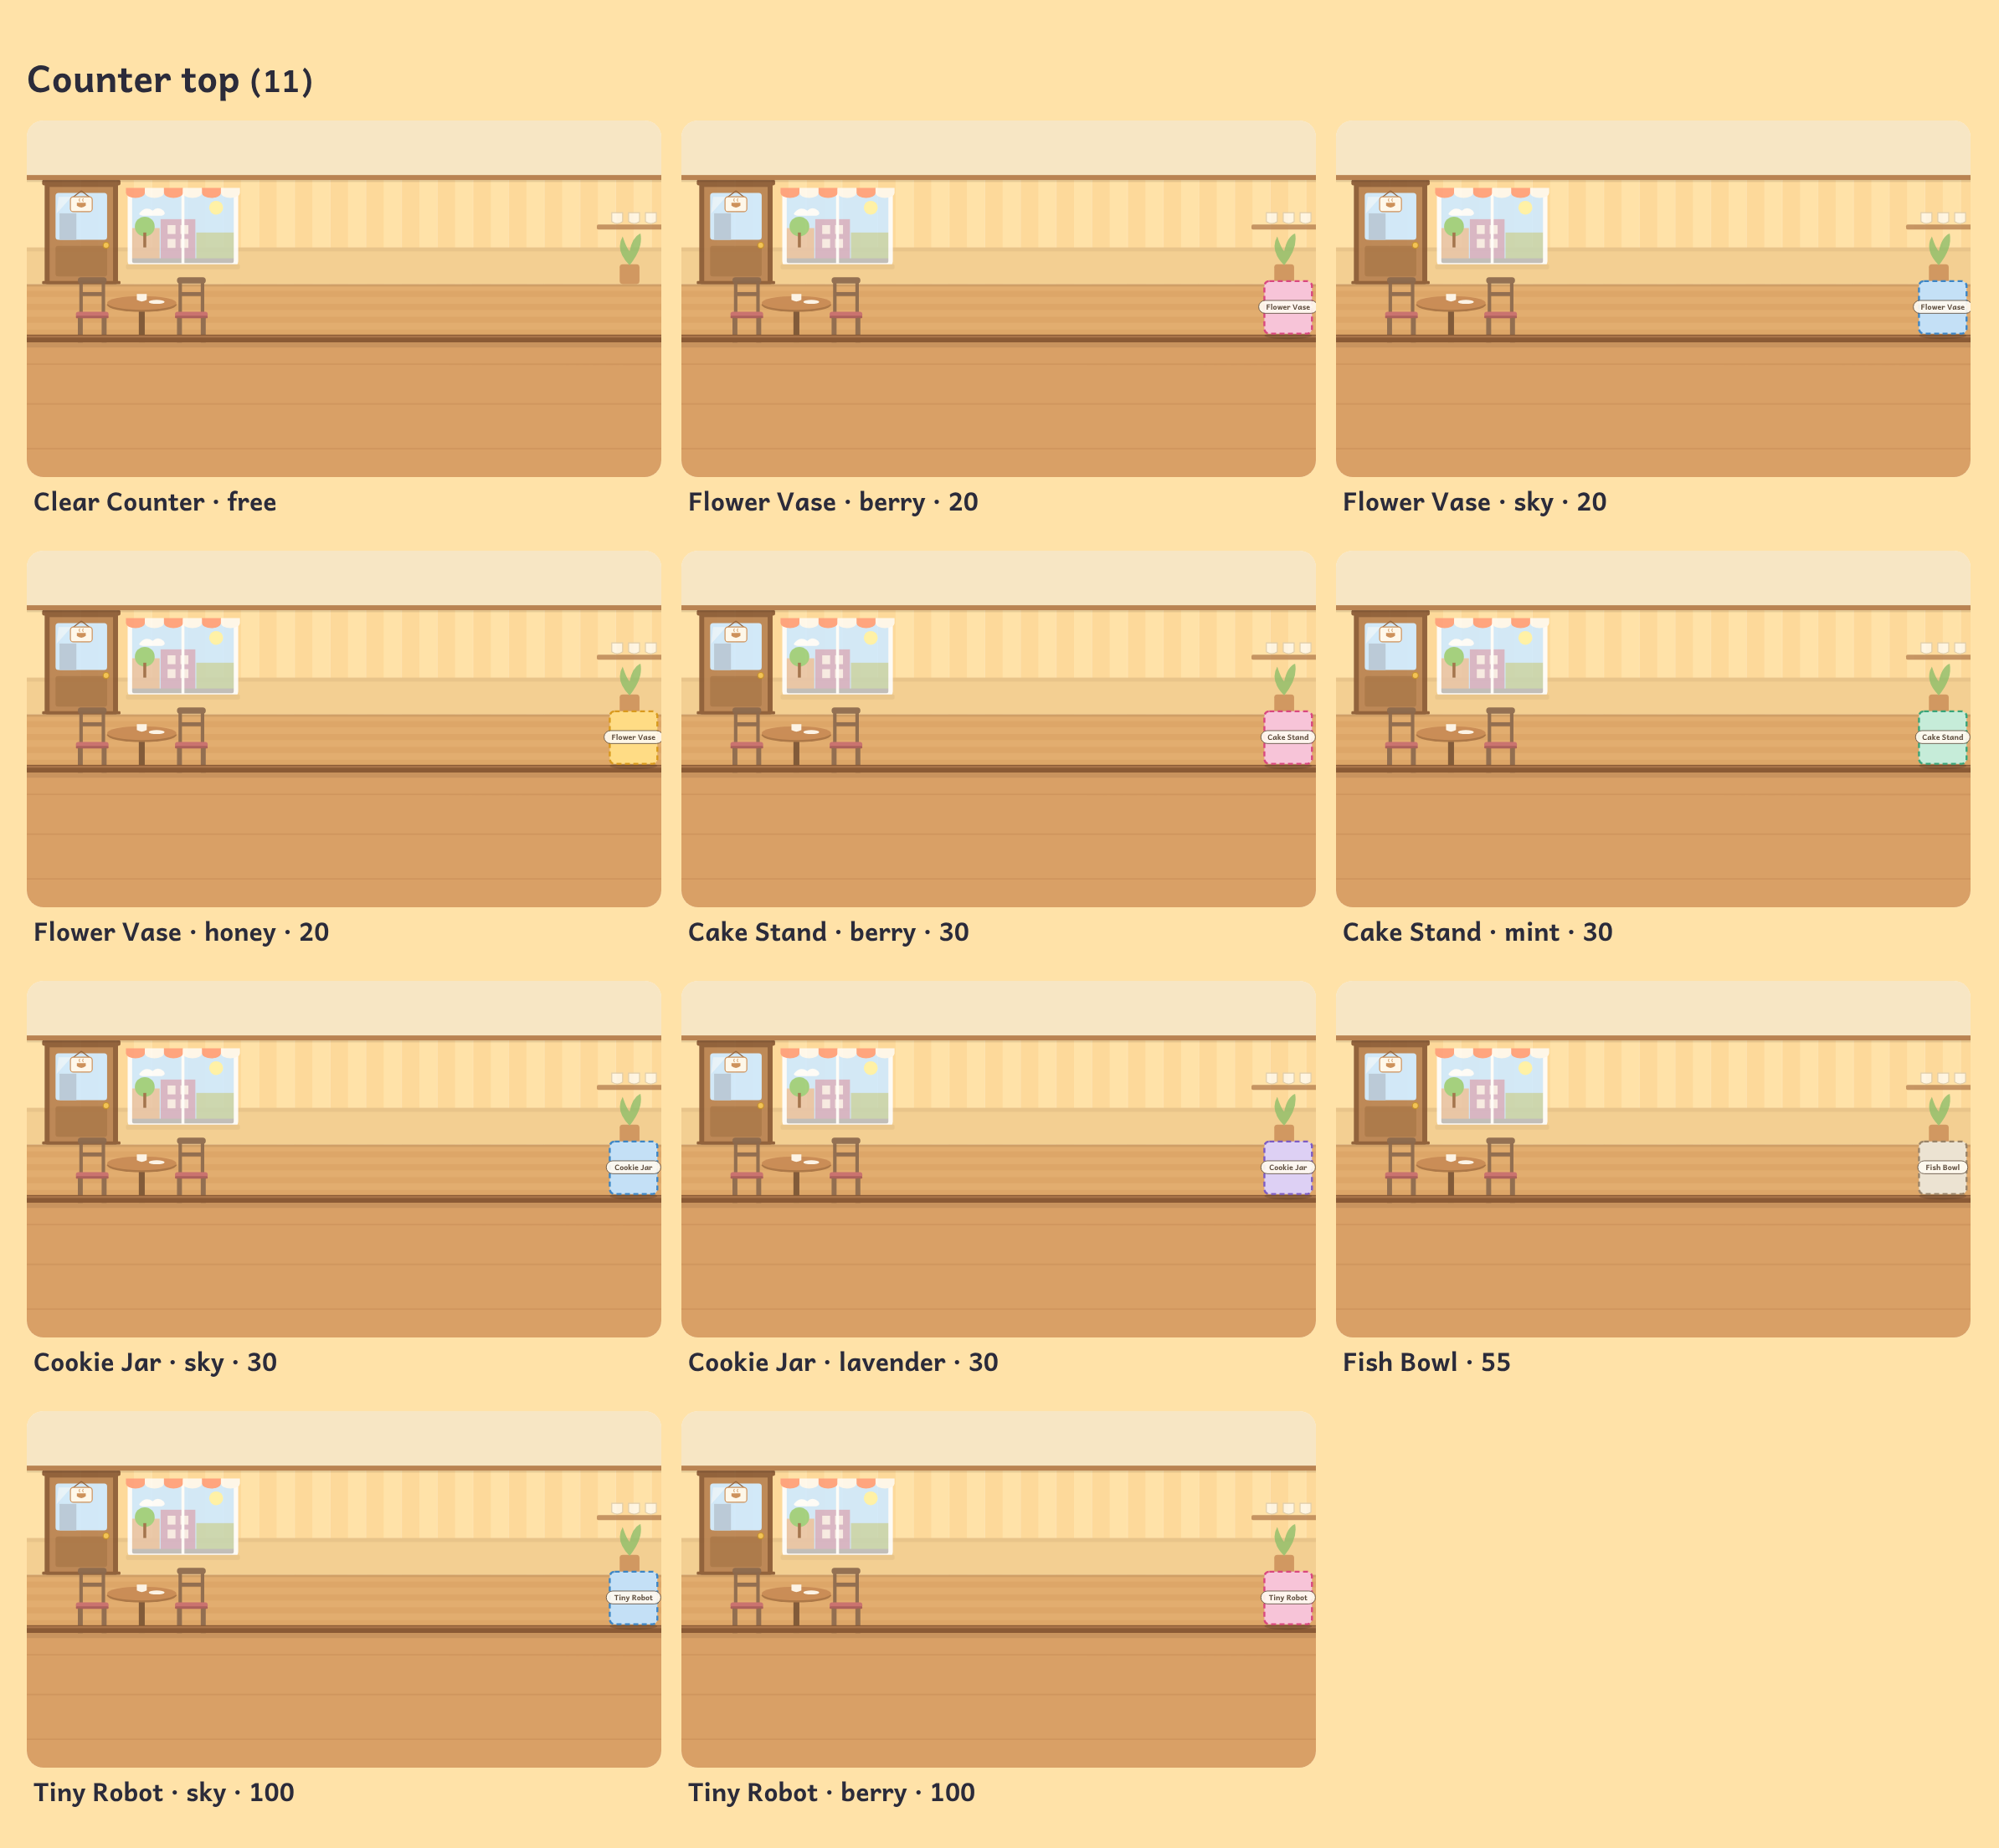 Counter top (11)
Clear Counter · free
Flower Vase
Flower Vase · berry · 20
Flower Vase
Flower Vase · sky · 20
Flower Vase
Flower Vase · honey · 20
Cake Stand
Cake Stand · berry · 30
Cake Stand
Cake Stand · mint · 30
Cookie Jar
Cookie Jar · sky · 30
Cookie Jar
Cookie Jar · lavender · 30
Fish Bowl
Fish Bowl · 55
Tiny Robot
Tiny Robot · sky · 100
Tiny Robot
Tiny Robot · berry · 100